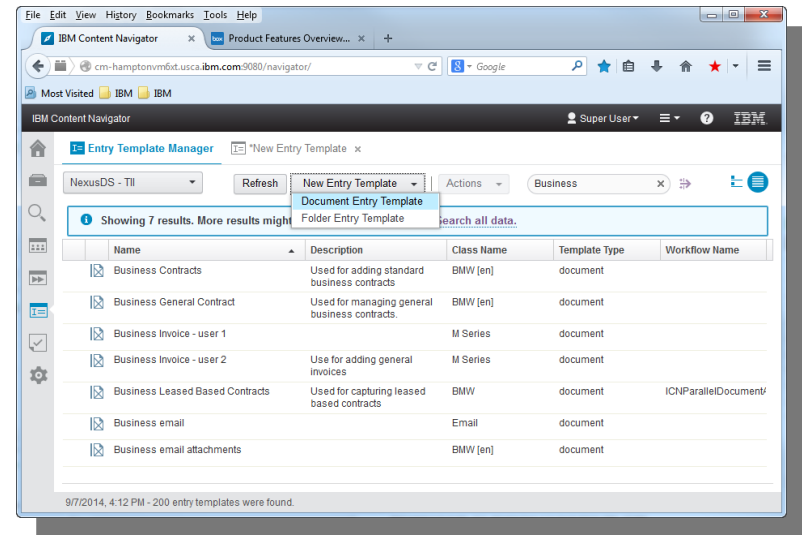 File Edit View History Bookmarks Tools Help
IBM Content Navigator × box Product Features Overview... × +
cm-hamptonvm6xt.usca.ibm.com:9080/navigator/ 8 Google
Most Visited IBM IBM
IBM Content Navigator Super User ? IBM
Entry Template Manager *New Entry Template ×
NexusDS - TII Refresh New Entry Template Actions Business ×
Document Entry Template
Folder Entry Template
Showing 7 results. More results might Search all data.
Name Description Class Name Template Type Workflow Name
Business Contracts Used for adding standard business contracts BMW [en] document
Business General Contract Used for managing general business contracts. BMW [en] document
Business Invoice - user 1 M Series document
Business Invoice - user 2 Use for adding general invoices M Series document
Business Leased Based Contracts Used for capturing leased based contracts BMW document ICNParallelDocument
Business email Email document
Business email attachments BMW [en] document
9/7/2014, 4:12 PM - 200 entry templates were found.